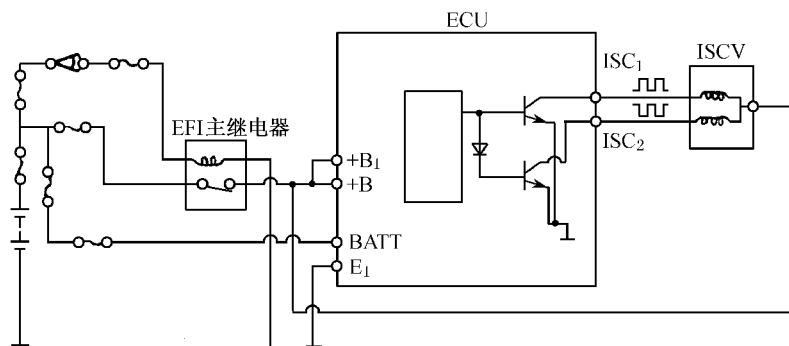 ECU
ISC₁
ISCV
EFI主继电器
+B₁
+B
ISC₂
BATT
E₁